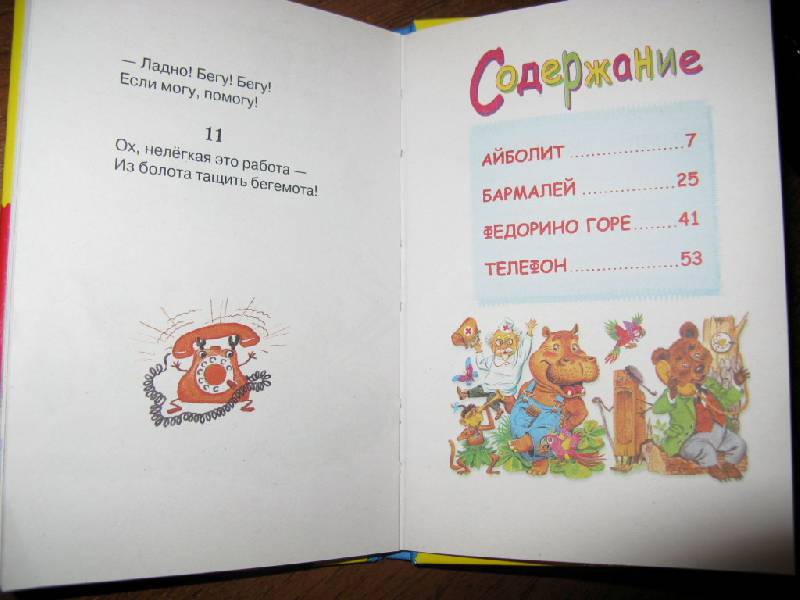 — Ладно! Бегу! Бегу!
Если могу, помогу!
11
Ох, нелёгкая это работа —
Из болота тащить бегемота!
Содержание
АЙБОЛИТ ................... 7
БАРМАЛЕЙ ............... 25
ФЕДОРИНО ГОРЕ ....... 41
ТЕЛЕФОН .................. 53